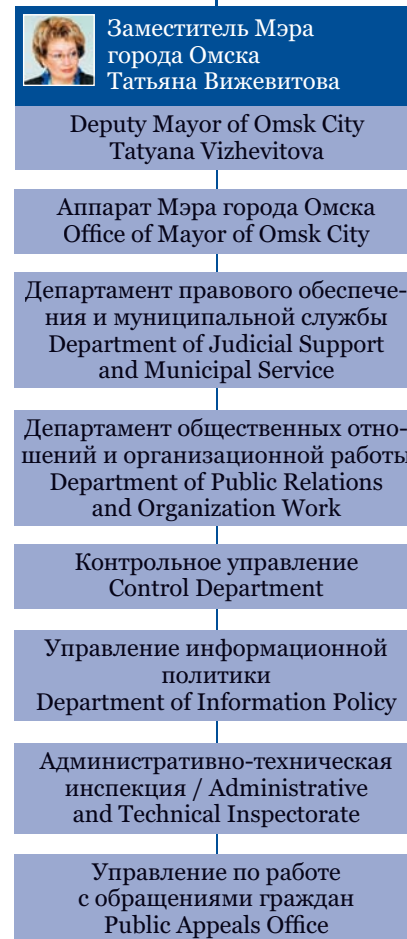 Заместитель Мэра
города Омска
Татьяна Вижевитова
Deputy Mayor of Omsk City
Tatyana Vizhevitova
Аппарат Мэра города Омска
Office of Mayor of Omsk City
Департамент правового обеспече-
ния и муниципальной службы
Department of Judicial Support
and Municipal Service
Департамент общественных отно-
шений и организационной работы
Department of Public Relations
and Organization Work
Контрольное управление
Control Department
Управление информационной
политики
Department of Information Policy
Административно-техническая
инспекция / Administrative
and Technical Inspectorate
Управление по работе
с обращениями граждан
Public Appeals Office